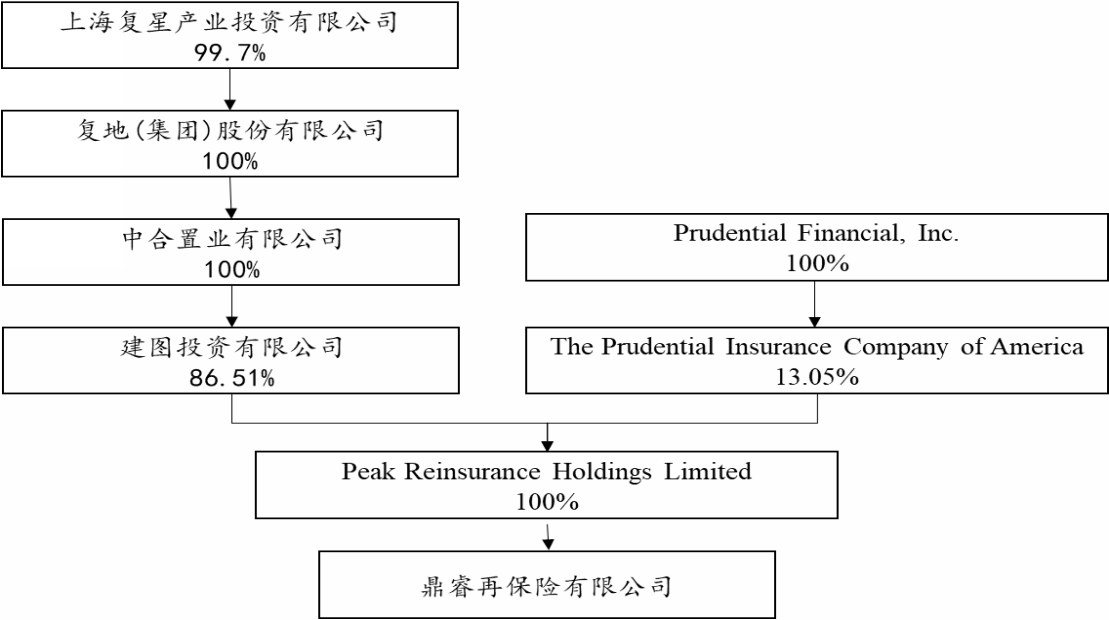 上海复星产业投资有限公司
99.7%
复地(集团)股份有限公司
100%
中合置业有限公司
100%
建图投资有限公司
86.51%
Prudential Financial, Inc.
100%
The Prudential Insurance Company of America
13.05%
Peak Reinsurance Holdings Limited
100%
鼎睿再保险有限公司